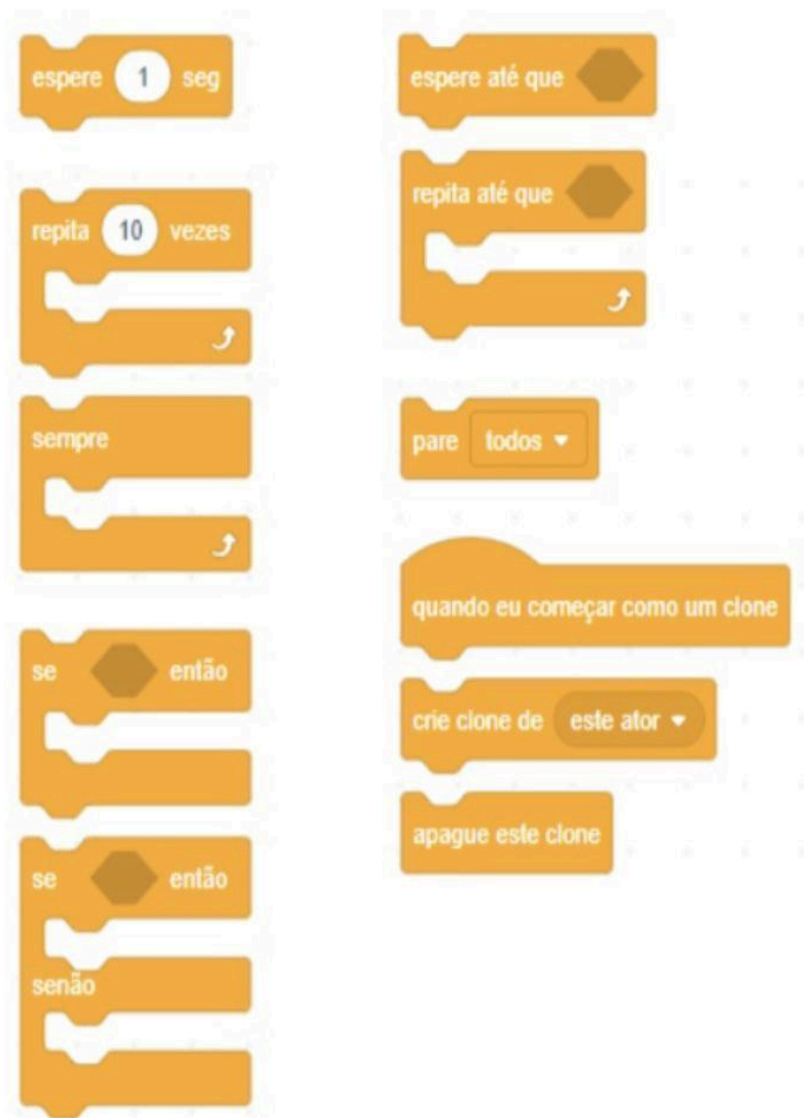 espere 1 seg
repita 10 vezes
sempre
se então
se então
senão
espere até que
repita até que
pare todos
quando eu começar como um clone
crie clone de este ator
apague este clone